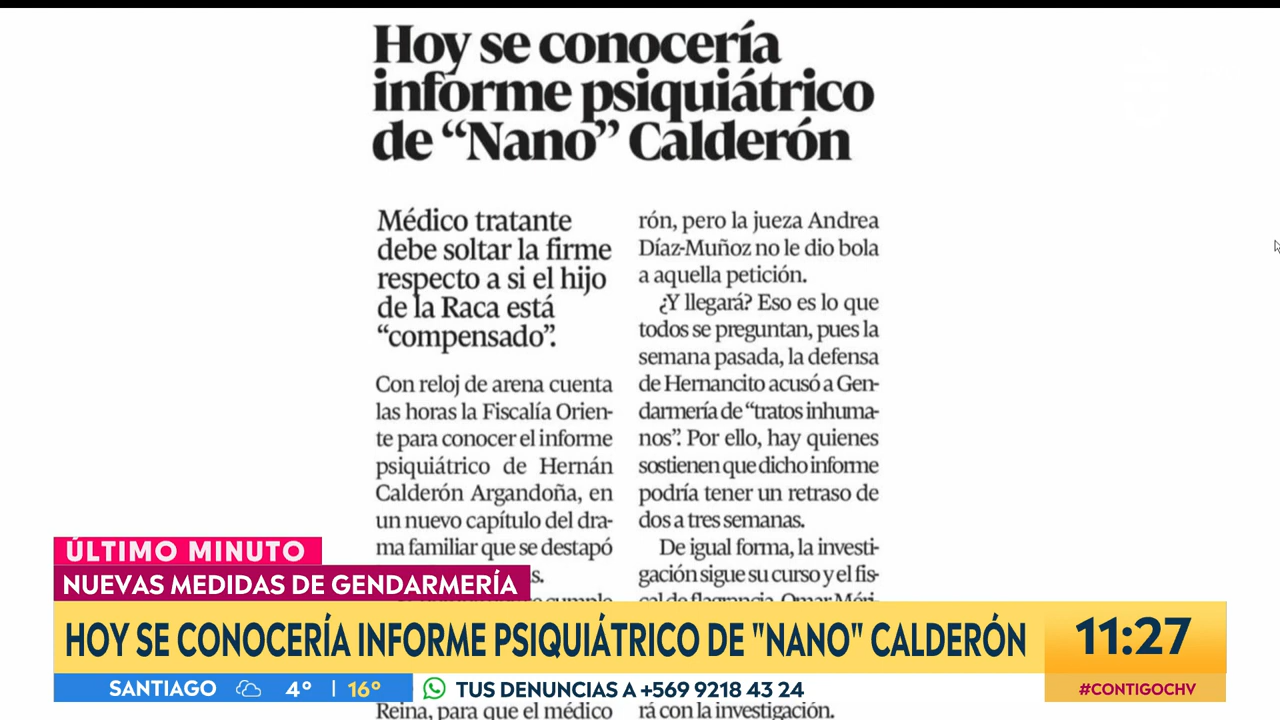 Hoy se conocería
informe psiquiátrico
de “Nano” Calderón
Médico tratante
debe soltar la firme
respecto a si el hijo
de la Raca está
“compensado”.
Con reloj de arena cuenta
las horas la Fiscalía Orien-
te para conocer el informe
psiquiátrico de Hernán
Calderón Argandoña, en
un nuevo capítulo del dra-
ma familiar que se destapó
s.
Reina, para que el médico
rón, pero la jueza Andrea
Díaz-Muñoz no le dio bola
a aquella petición.
¿Y llegará? Eso es lo que
todos se preguntan, pues la
semana pasada, la defensa
de Hernancito acusó a Gen-
darmería de “tratos inhuma-
nos”. Por ello, hay quienes
sostienen que dicho informe
podría tener un retraso de
dos a tres semanas.
De igual forma, la investi-
gación sigue su curso y el fis-
cal de flagrancia, Omar Méri-
rá con la investigación.
ÚLTIMO MINUTO
NUEVAS MEDIDAS DE GENDARMERÍA
HOY SE CONOCERÍA INFORME PSIQUIÁTRICO DE "NANO" CALDERÓN
11:27
SANTIAGO 4° | 16°
TUS DENUNCIAS A +569 9218 43 24
#CONTIGOCHV